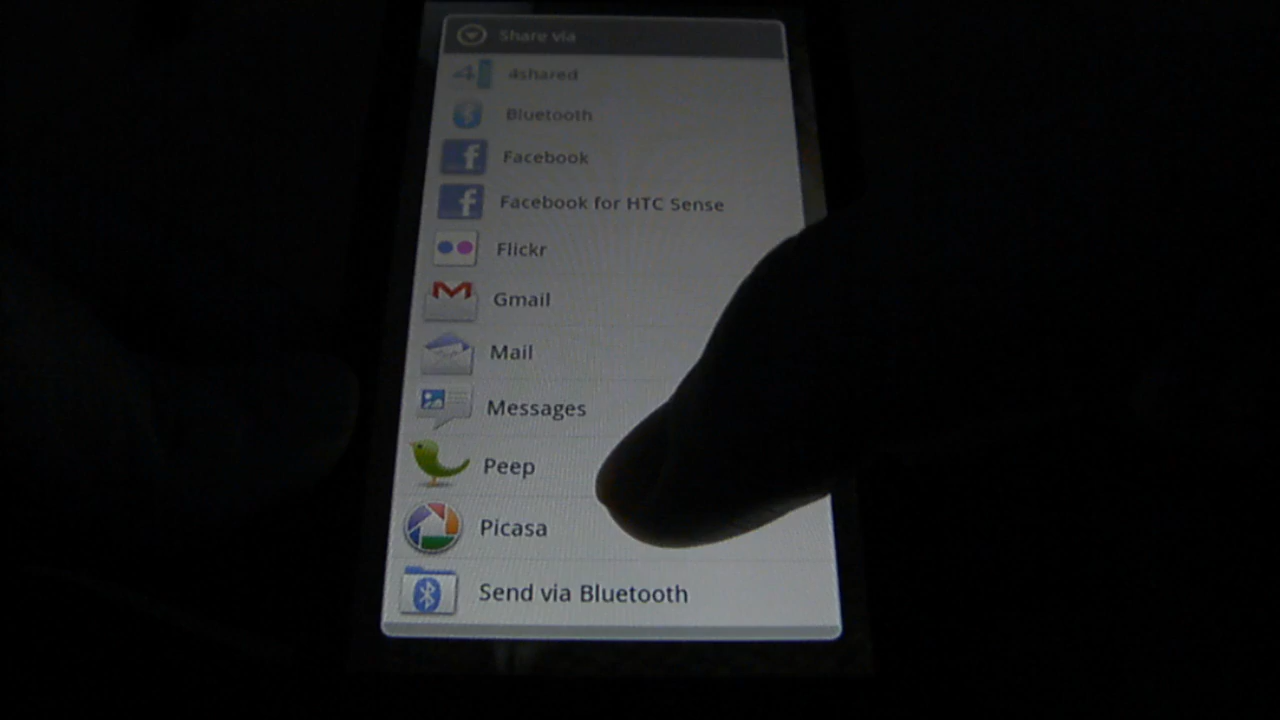 Share via
4shared
Bluetooth
Facebook
Facebook for HTC Sense
Flickr
Gmail
Mail
Messages
Peep
Picasa
Send via Bluetooth